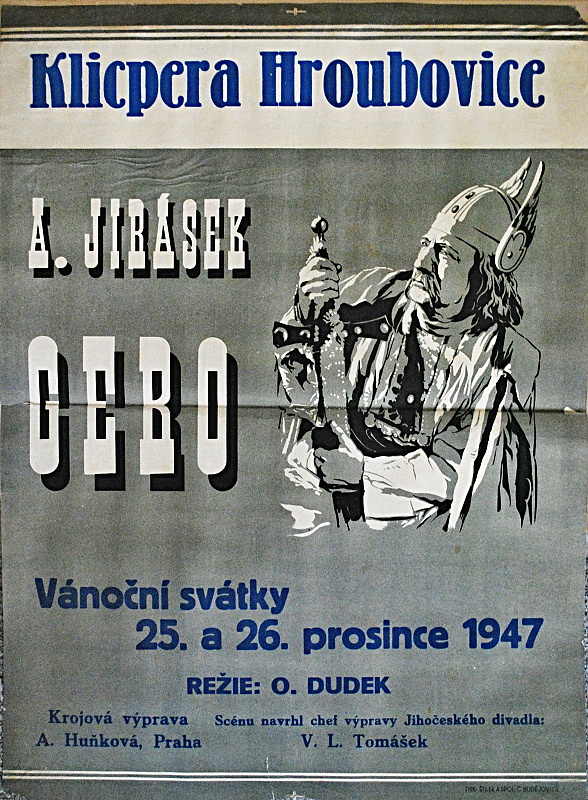 Klicpera Hroubovice
A. JIRÁSEK
GERO
Vánoční svátky
25. a 26. prosince 1947
REŽIE: O. DUDEK
Krojová výprava
A. Huňková, Praha
Scénu navrhl chef výpravy Jihočeského divadla:
V. L. Tomášek